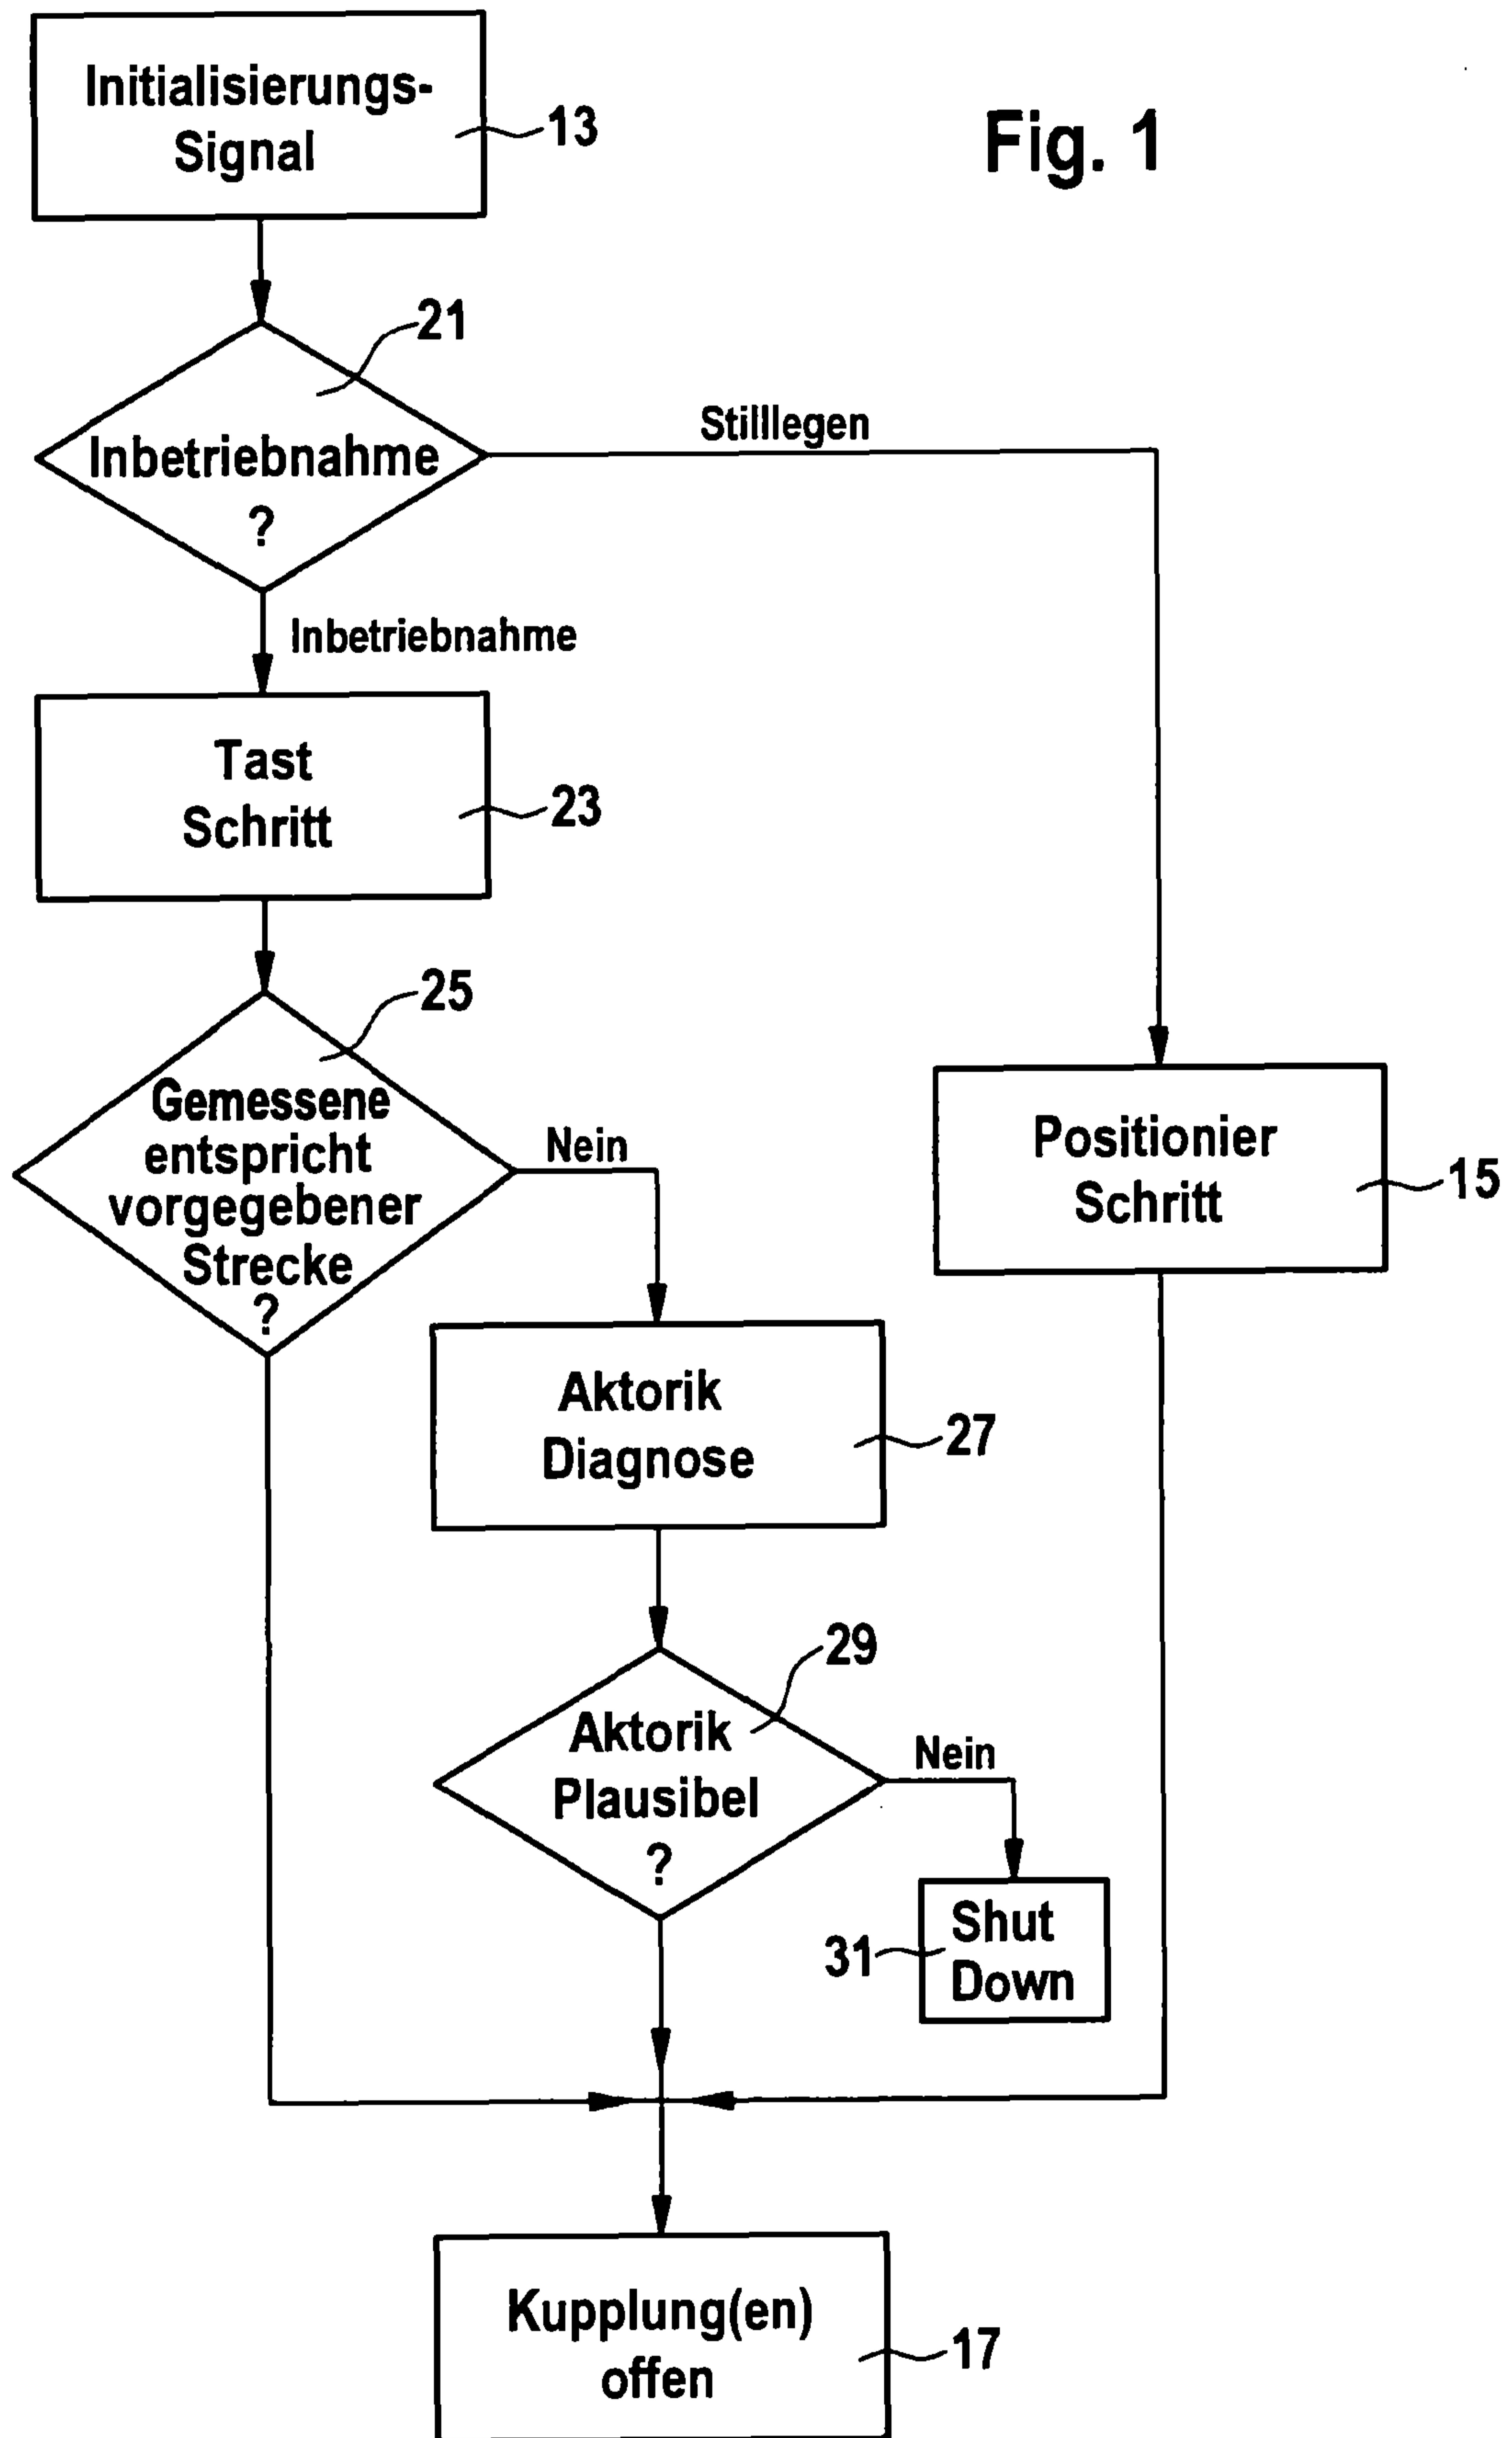 Initialisierungs-
Signal
13
Fig. 1
21
Inbetriebnahme
?
Stilllegen
Inbetriebnahme
Tast
Schritt
23
25
Gemessene
entspricht
vorgegebener
Strecke
?
Nein
Positionier
Schritt
15
Aktorik
Diagnose
27
29
Aktorik
Plausibel
?
Nein
31
Shut
Down
Kupplung(en)
offen
17